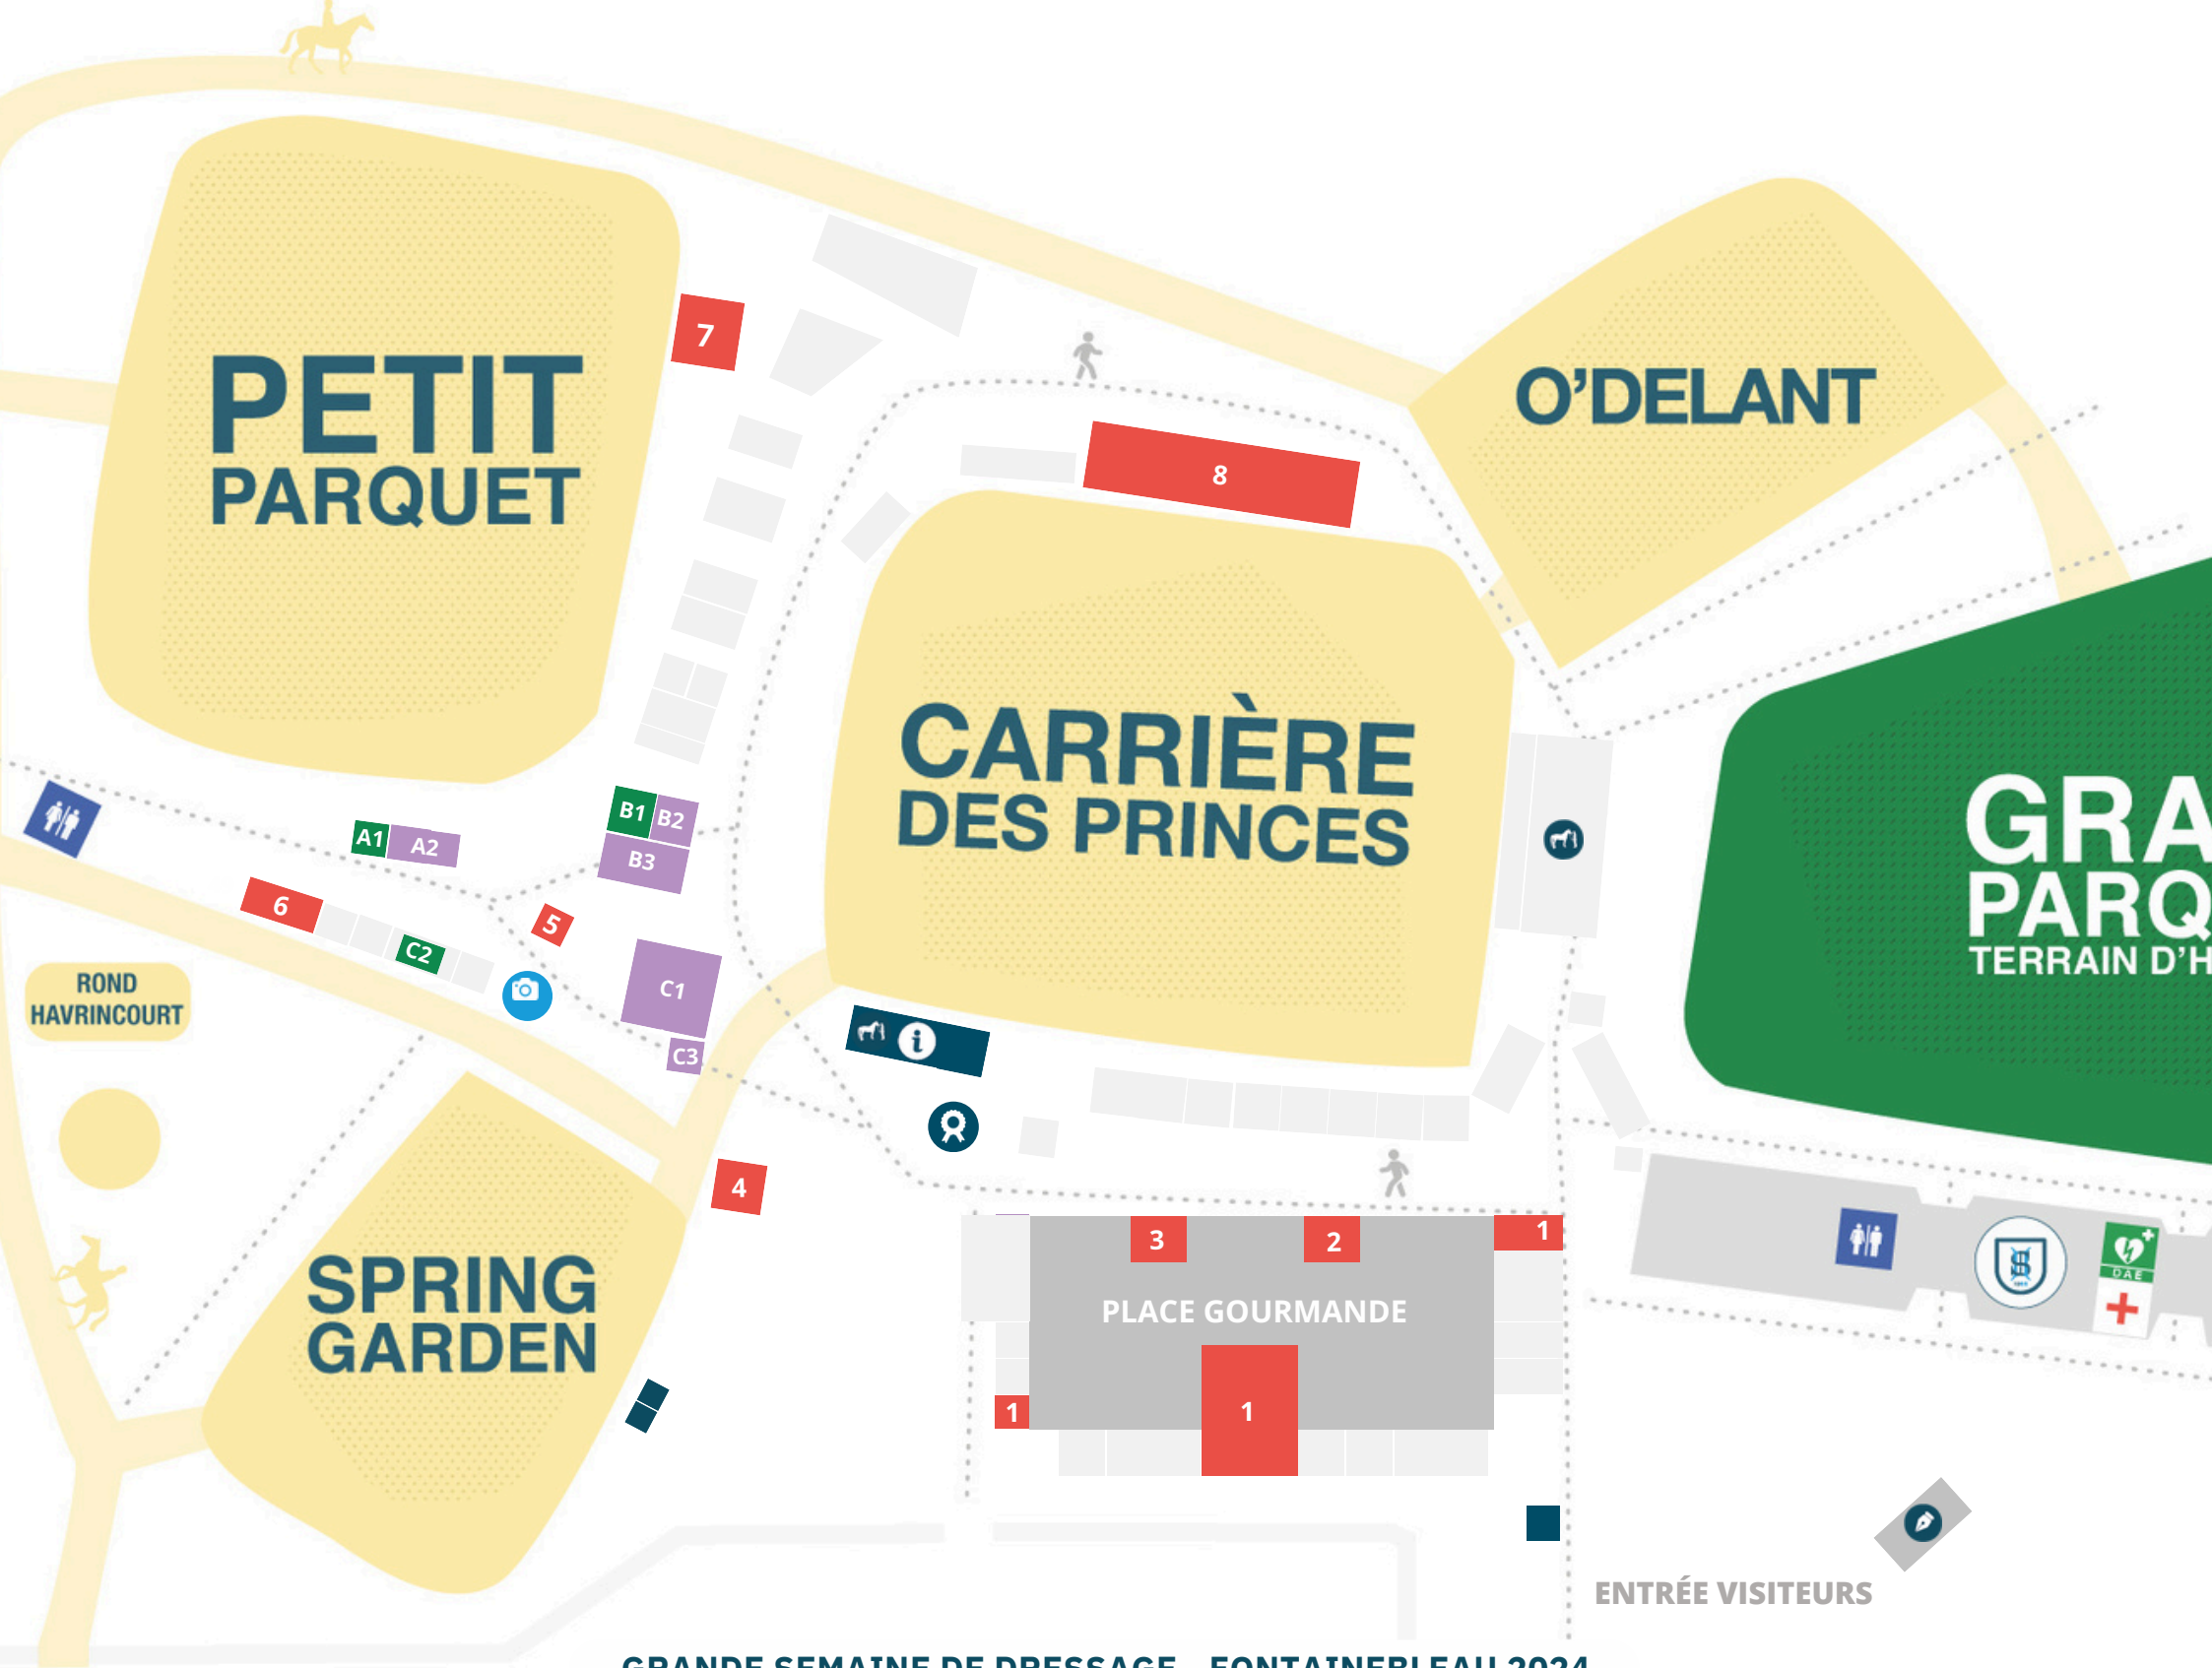 PETIT
PARQUET
7
8
O'DELANT
CARRIÈRE
DES PRINCES
GRA
PARQ
TERRAIN D'H
A1
A2
B1
B2
B3
6
C2
5
C1
C3
ROND
HAVRINCOURT
i
4
SPRING
GARDEN
3
2
1
PLACE GOURMANDE
1
1
DAE
ENTRÉE VISITEURS
GRANDE SEMAINE DE DRESSAGE - FONTAINEBLEAU 2024